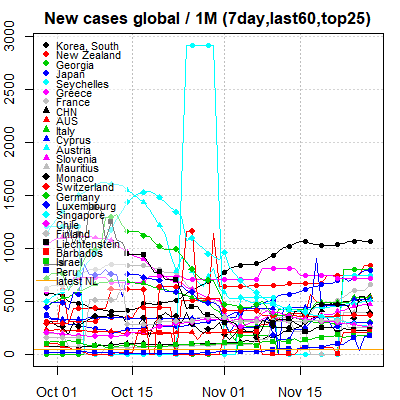 New cases global / 1M (7day,last60,top25)
3000
2500
2000
1500
1000
500
0
Korea, South
New Zealand
Georgia
Japan
Seychelles
Greece
France
CHN
AUS
Italy
Cyprus
Austria
Slovenia
Mauritius
Monaco
Switzerland
Germany
Luxembourg
Singapore
Chile
Finland
Liechtenstein
Barbados
Israel
Peru
latest NL
Oct 01
Oct 15
Nov 01
Nov 15